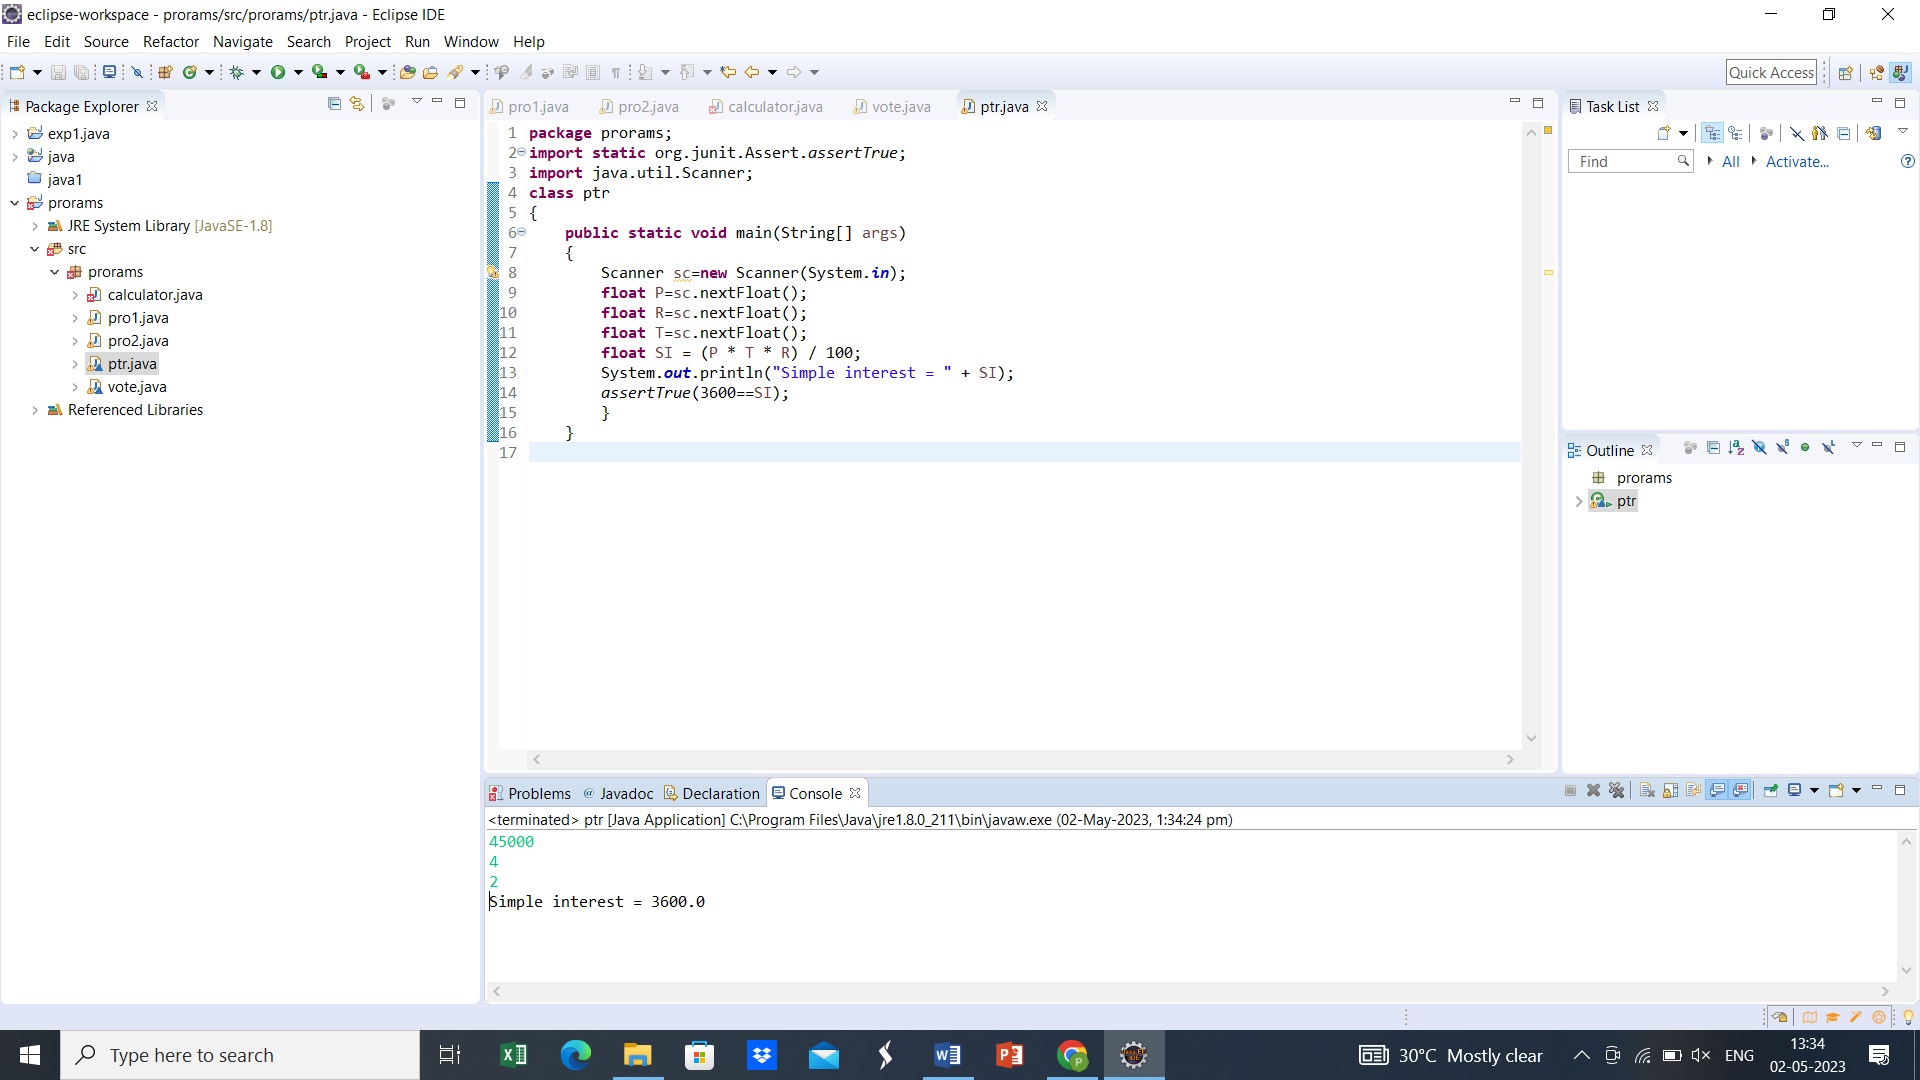 eclipse-workspace - prorams/src/prorams/ptr.java - Eclipse IDE
File Edit Source Refactor Navigate Search Project Run Window Help
Quick Access
Package Explorer
exp1.java
java
java1
prorams
JRE System Library [JavaSE-1.8]
src
prorams
calculator.java
pro1.java
pro2.java
ptr.java
vote.java
Referenced Libraries
pro1.java pro2.java calculator.java vote.java ptr.java
1 package prorams;
2 import static org.junit.Assert.assertTrue;
3 import java.util.Scanner;
4 class ptr
5 {
6 public static void main(String[] args)
7 {
8 Scanner sc=new Scanner(System.in);
9 float P=sc.nextFloat();
10 float R=sc.nextFloat();
11 float T=sc.nextFloat();
12 float SI = (P * T * R) / 100;
13 System.out.println("Simple interest = " + SI);
14 assertTrue(3600==SI);
15 }
16 }
17
Task List
Find All Activate...
Outline
prorams
ptr
Problems @ Javadoc Declaration Console
<terminated> ptr [Java Application] C:\Program Files\Java\jre1.8.0_211\bin\javaw.exe (02-May-2023, 1:34:24 pm)
45000
4
2
Simple interest = 3600.0
Type here to search
30°C Mostly clear
ENG
13:34
02-05-2023